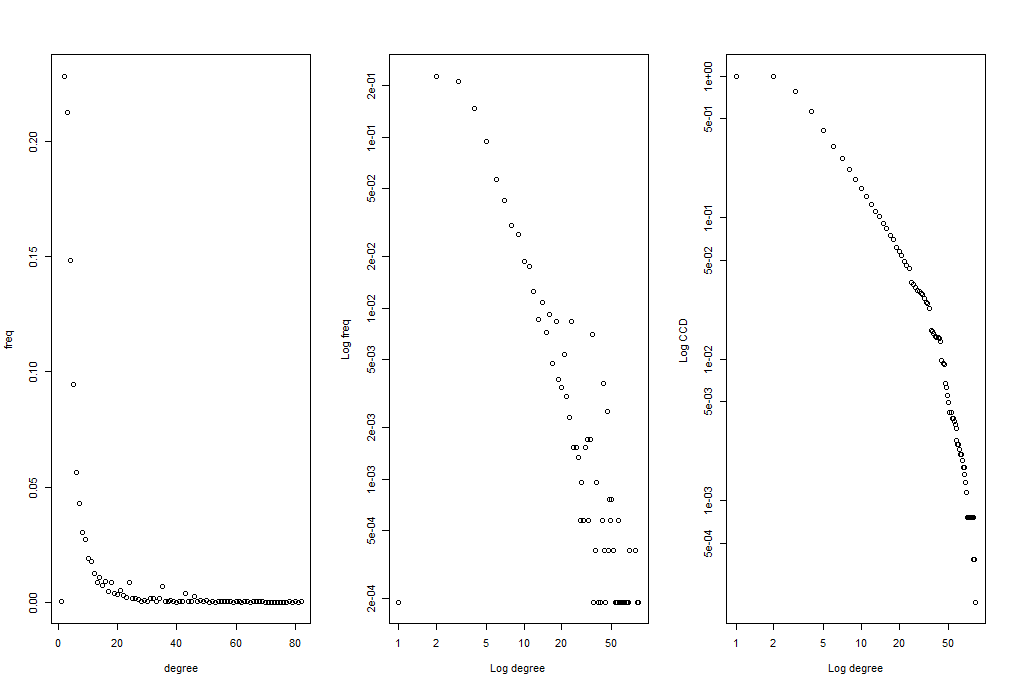 freq
0.20
0.15
0.10
0.05
0.00
0 20 40 60 80
degree
Log freq
2e-01
1e-01
5e-02
2e-02
1e-02
5e-03
2e-03
1e-03
5e-04
2e-04
1 2 5 10 20 50
Log degree
Log CCD
1e+00
5e-01
1e-01
5e-02
1e-02
5e-03
1e-03
5e-04
1 2 5 10 20 50
Log degree